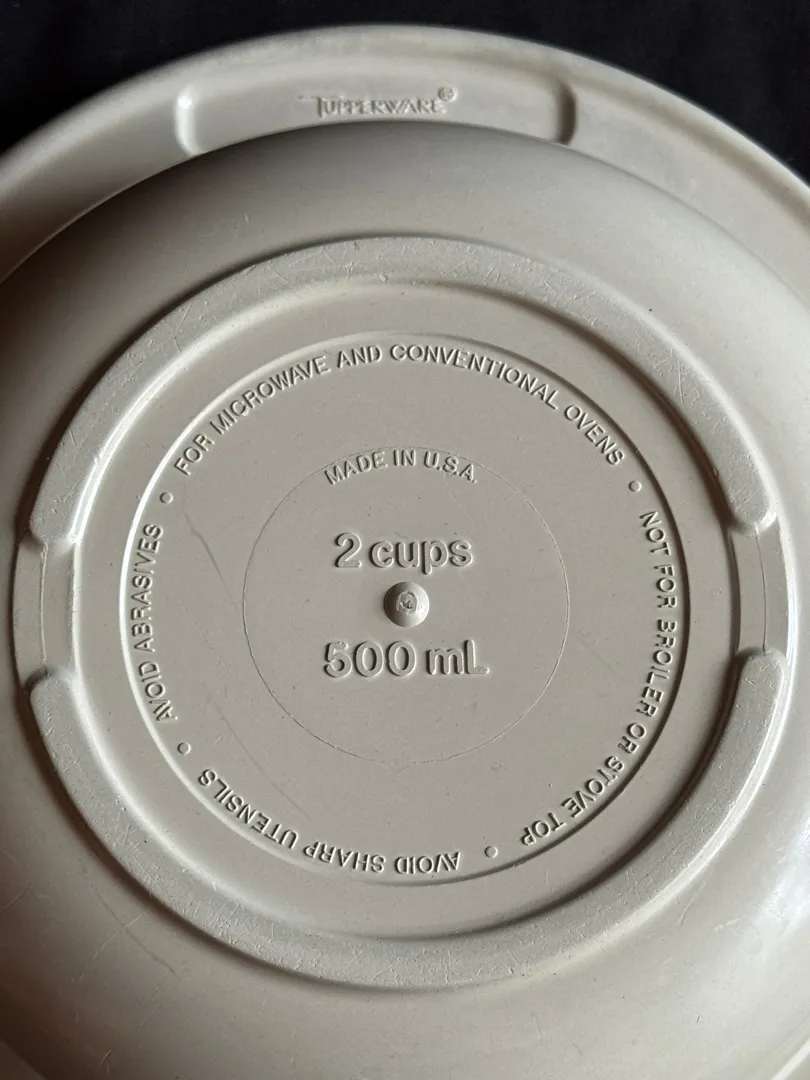 TUPPERWARE®
FOR MICROWAVE AND CONVENTIONAL OVENS • NOT FOR BROILER OR STOVE TOP • AVOID SHARP UTENSILS • AVOID ABRASIVES •
MADE IN U.S.A.
2 cups
500 mL